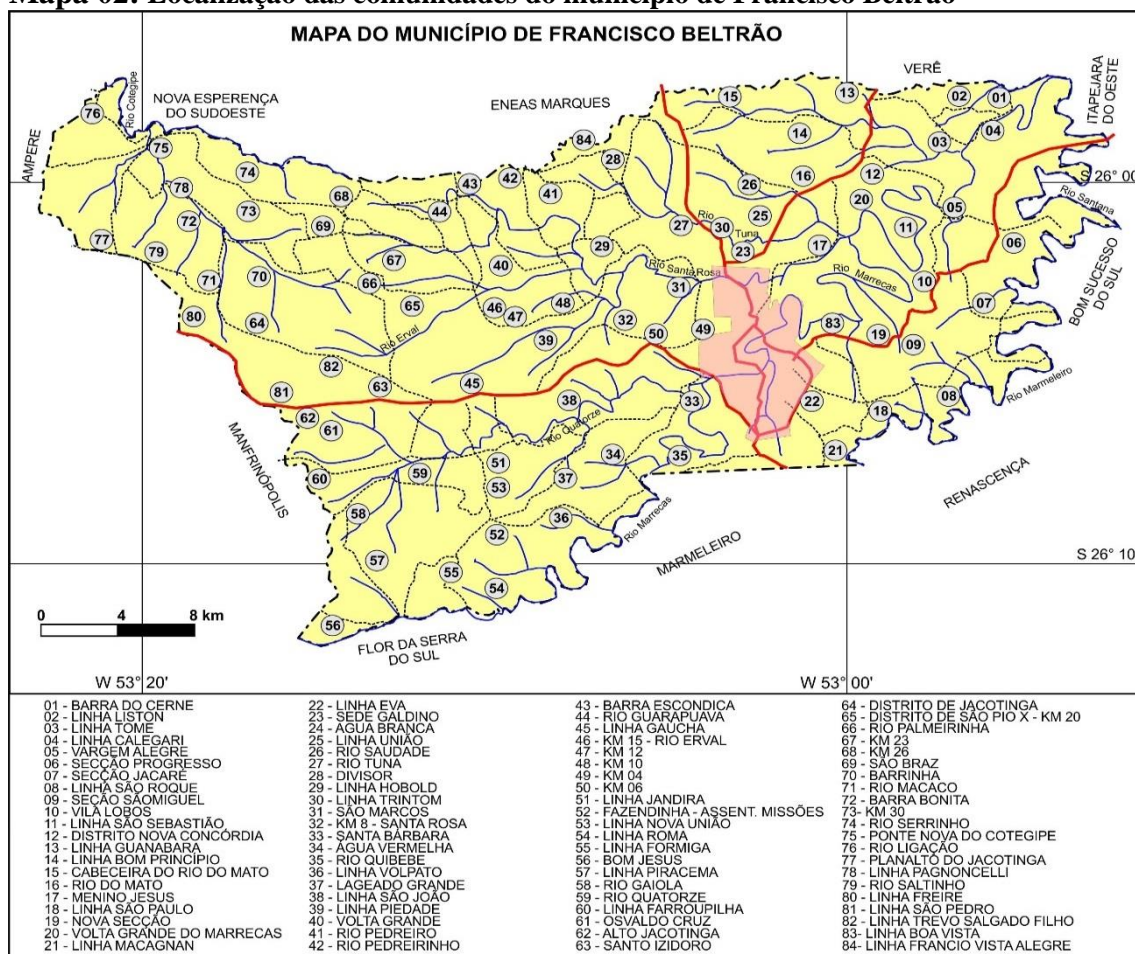 Mapa 02: Localização das comunidades do município de Francisco Beltrão
MAPA DO MUNICÍPIO DE FRANCISCO BELTRÃO
VERÊ
ITAPEJARA
DO OESTE
NOVA ESPERENÇA
DO SUDOESTE
ENEAS MARQUES
AMPERE
Rio Cotegipe
S 26° 00
Rio Santana
Rio Tuna
Rio Santa Rosa
Rio Marrecas
BOM SUCESSO
DO SUL
Rio Erval
Rio Marmeleiro
MANFRINÓPOLIS
Rio Quatorze
RENASCENÇA
Rio Marrecas
MARMELEIRO
S 26° 10
0 4 8 km
FLOR DA SERRA
DO SUL
W 53° 20'
W 53° 00'
01 - BARRA DO CERNE
02 - LINHA LISTON
03 - LINHA TOME
04 - LINHA CALEGARI
05 - VARGEM ALEGRE
06 - SECÇÃO PROGRESSO
07 - SECÇÃO JACARÉ
08 - LINHA SÃO ROQUE
09 - SEÇÃO SÃOMIGUEL
10 - VILA LOBOS
11 - LINHA SÃO SEBASTIÃO
12 - DISTRITO NOVA CONCÓRDIA
13 - LINHA GUANABARA
14 - LINHA BOM PRINCÍPIO
15 - CABECEIRA DO RIO DO MATO
16 - RIO DO MATO
17 - MENINO JESUS
18 - LINHA SÃO PAULO
19 - NOVA SECÇÃO
20 - VOLTA GRANDE DO MARRECAS
21 - LINHA MACAGNAN
22 - LINHA EVA
23 - SEDE GALDINO
24 - AGUA BRANCA
25 - LINHA UNIÃO
26 - RIO SAUDADE
27 - RIO TUNA
28 - DIVISOR
29 - LINHA HOBOLD
30 - LINHA TRINTOM
31 - SÃO MARCOS
32 - KM 8 - SANTA ROSA
33 - SANTA BÁRBARA
34 - ÁGUA VERMELHA
35 - RIO QUIBEBE
36 - LINHA VOLPATO
37 - LAGEADO GRANDE
38 - LINHA SÃO JOÃO
39 - LINHA PIEDADE
40 - VOLTA GRANDE
41 - RIO PEDREIRO
42 - RIO PEDREIRINHO
43 - BARRA ESCONDICA
44 - RIO GUARAPUAVA
45 - LINHA GAUCHA
46 - KM 15 - RIO ERVAL
47 - KM 12
48 - KM 10
49 - KM 04
50 - KM 06
51 - LINHA JANDIRA
52 - FAZENDINHA - ASSENT. MISSÕES
53 - LINHA NOVA UNIÃO
54 - LINHA ROMA
55 - LINHA FORMIGA
56 - BOM JESUS
57 - LINHA PIRACEMA
58 - RIO GAIOLA
59 - RIO QUATORZE
60 - LINHA FARROUPILHA
61 - OSVALDO CRUZ
62 - ALTO JACOTINGA
63 - SANTO IZIDORO
64 - DISTRITO DE JACOTINGA
65 - DISTRITO DE SÃO PIO X - KM 20
66 - RIO PALMEIRINHA
67 - KM 23
68 - KM 26
69 - SÃO BRAZ
70 - BARRINHA
71 - RIO MACACO
72 - BARRA BONITA
73- KM 30
74 - RIO SERRINHO
75 - PONTE NOVA DO COTEGIPE
76 - RIO LIGAÇÃO
77 - PLANALTO DO JACOTINGA
78 - LINHA PAGNONCELLI
79 - RIO SALTINHO
80 - LINHA FREIRE
81 - LINHA SÃO PEDRO
82 - LINHA TREVO SALGADO FILHO
83- LINHA BOA VISTA
84- LINHA FRANCIO VISTA ALEGRE